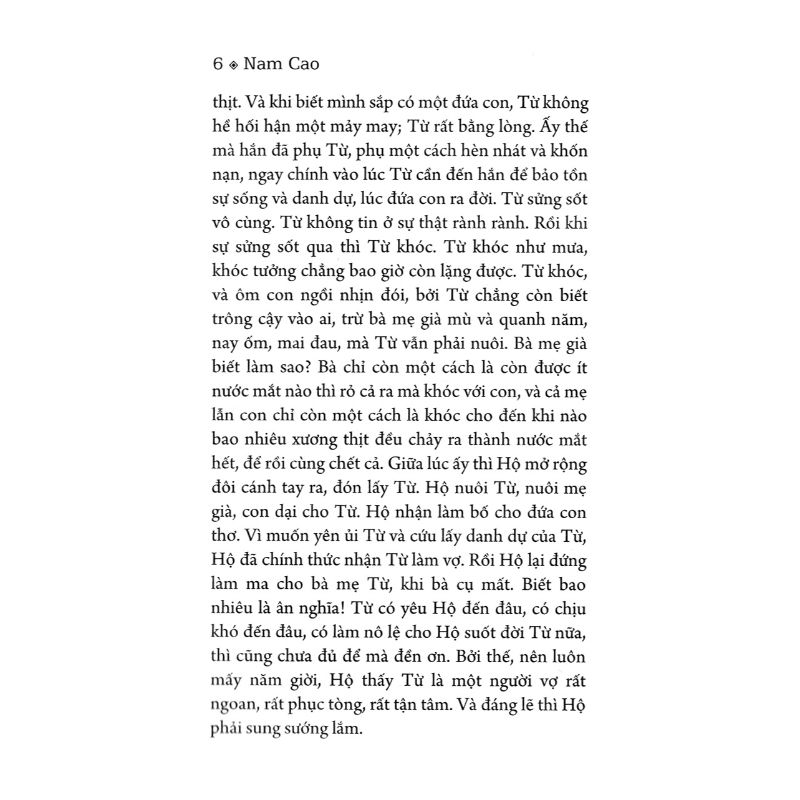 6 ◈ Nam Cao
thịt. Và khi biết mình sắp có một đứa con, Từ không
hề hối hận một mảy may; Từ rất bằng lòng. Ấy thế
mà hắn đã phụ Từ, phụ một cách hèn nhát và khốn
nạn, ngay chính vào lúc Từ cần đến hắn để bảo tồn
sự sống và danh dự, lúc đứa con ra đời. Từ sửng sốt
vô cùng. Từ không tin ở sự thật rành rành. Rồi khi
sự sửng sốt qua thì Từ khóc. Từ khóc như mưa,
khóc tưởng chẳng bao giờ còn lặng được. Từ khóc,
và ôm con ngồi nhịn đói, bởi Từ chẳng còn biết
trông cậy vào ai, trừ bà mẹ già mù và quanh năm,
nay ốm, mai đau, mà Từ vẫn phải nuôi. Bà mẹ già
biết làm sao? Bà chỉ còn một cách là còn được ít
nước mắt nào thì rỏ cả ra mà khóc với con, và cả mẹ
lẫn con chỉ còn một cách là khóc cho đến khi nào
bao nhiêu xương thịt đều chảy ra thành nước mắt
hết, để rồi cùng chết cả. Giữa lúc ấy thì Hộ mở rộng
đôi cánh tay ra, đón lấy Từ. Hộ nuôi Từ, nuôi mẹ
già, con dại cho Từ. Hộ nhận làm bố cho đứa con
thơ. Vì muốn yên ủi Từ và cứu lấy danh dự của Từ,
Hộ đã chính thức nhận Từ làm vợ. Rồi Hộ lại đứng
làm ma cho bà mẹ Từ, khi bà cụ mất. Biết bao
nhiêu là ân nghĩa! Từ có yêu Hộ đến đâu, có chịu
khó đến đâu, có làm nô lệ cho Hộ suốt đời Từ nữa,
thì cũng chưa đủ để mà đền ơn. Bởi thế, nên luôn
mấy năm giời, Hộ thấy Từ là một người vợ rất
ngoan, rất phục tòng, rất tận tâm. Và đáng lẽ thì Hộ
phải sung sướng lắm.